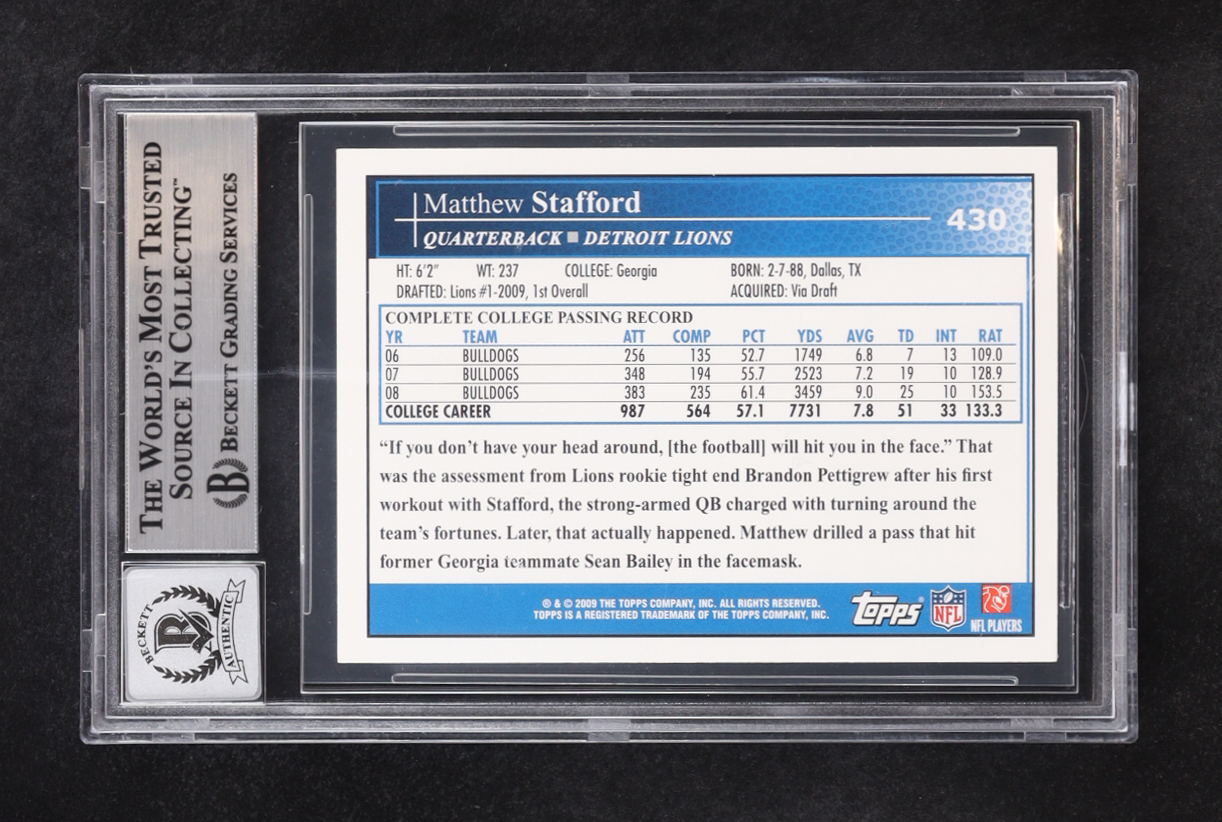 THE WORLD'S MOST TRUSTED
SOURCE IN COLLECTING™
B BECKETT GRADING SERVICES
BECKETT
B
AUTHENTIC
Matthew Stafford
430
QUARTERBACK ■ DETROIT LIONS
HT: 6'2" WT: 237 COLLEGE: Georgia BORN: 2-7-88, Dallas, TX
DRAFTED: Lions #1-2009, 1st Overall ACQUIRED: Via Draft
COMPLETE COLLEGE PASSING RECORD
YR TEAM ATT COMP PCT YDS AVG TD INT RAT
06 BULLDOGS 256 135 52.7 1749 6.8 7 13 109.0
07 BULLDOGS 348 194 55.7 2523 7.2 19 10 128.9
08 BULLDOGS 383 235 61.4 3459 9.0 25 10 153.5
COLLEGE CAREER 987 564 57.1 7731 7.8 51 33 133.3
“If you don’t have your head around, [the football] will hit you in the face.” That
was the assessment from Lions rookie tight end Brandon Pettigrew after his first
workout with Stafford, the strong-armed QB charged with turning around the
team’s fortunes. Later, that actually happened. Matthew drilled a pass that hit
former Georgia teammate Sean Bailey in the facemask.
® & © 2009 THE TOPPS COMPANY, INC. ALL RIGHTS RESERVED.
TOPPS IS A REGISTERED TRADEMARK OF THE TOPPS COMPANY, INC.
topps®
NFL
NFL PLAYERS